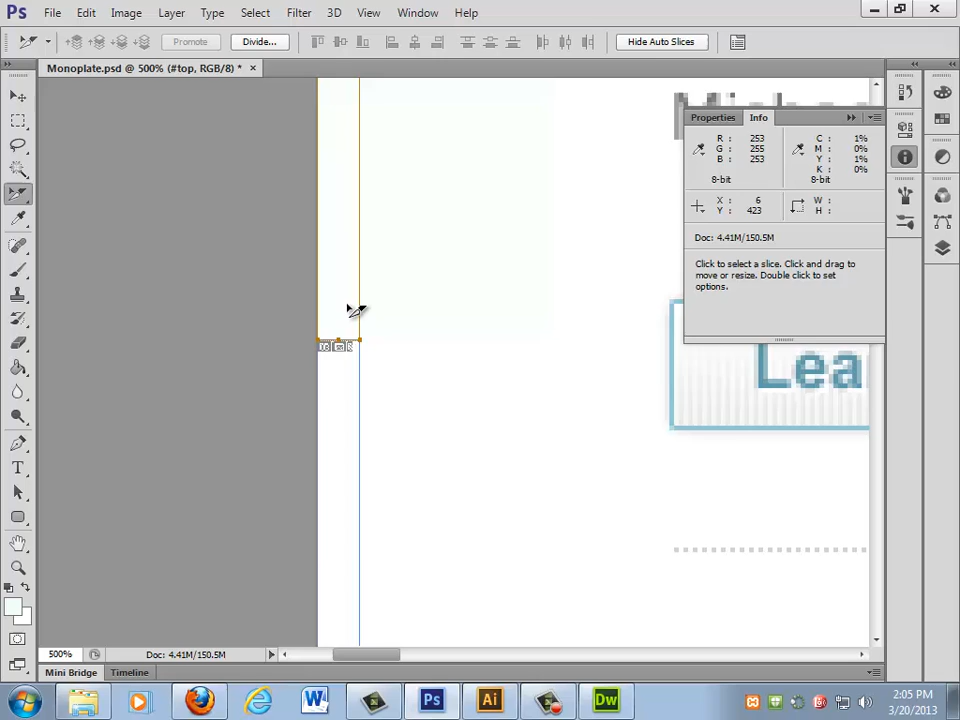 Ps File Edit Image Layer Type Select Filter 3D View Window Help
Promote Divide... Hide Auto Slices
Monoplate.psd @ 500% (#top, RGB/8) * ×
Properties Info
R : 253 C : 1%
G : 255 M : 0%
B : 253 Y : 1%
K : 0%
8-bit 8-bit
X : 6 W :
Y : 423 H :
Doc: 4.41M/150.5M
Click to select a slice. Click and drag to
move or resize. Double click to set
options.
Lea
500% Doc: 4.41M/150.5M
Mini Bridge Timeline
W Ps Ai Dw
2:05 PM
3/20/2013